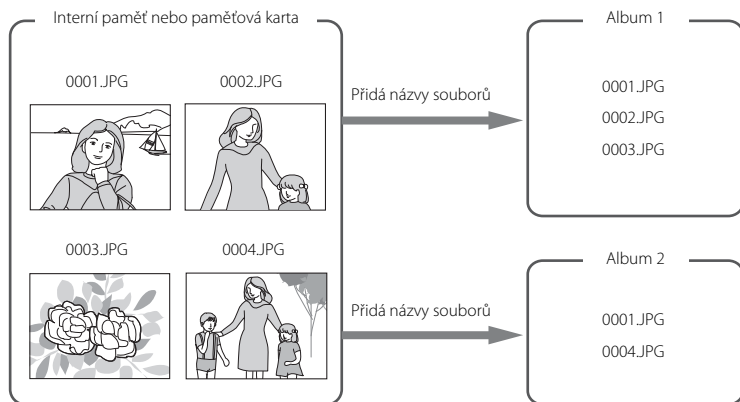 Interní paměť nebo paměťová karta
0001.JPG
0002.JPG
0003.JPG
0004.JPG
Přidá názvy souborů
Přidá názvy souborů
Album 1
0001.JPG
0002.JPG
0003.JPG
Album 2
0001.JPG
0004.JPG